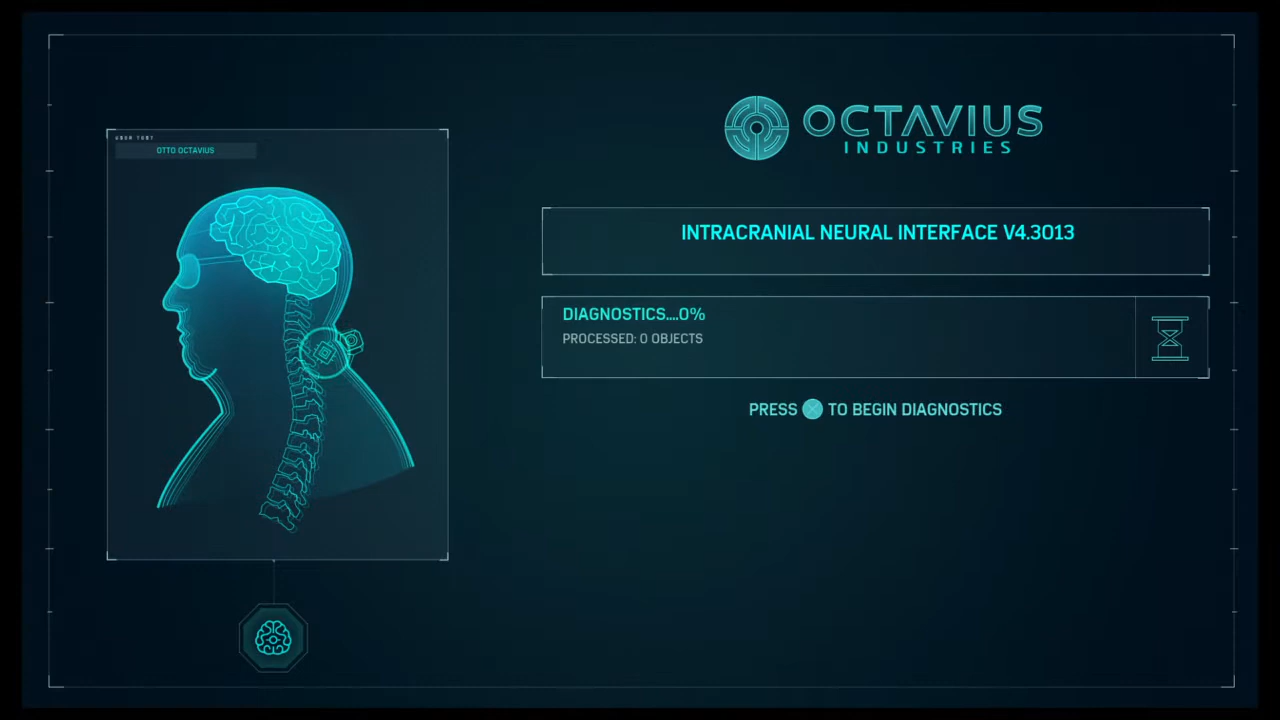 OTTO OCTAVIUS
OCTAVIUS
INDUSTRIES
INTRACRANIAL NEURAL INTERFACE V4.3013
DIAGNOSTICS....0%
PROCESSED: 0 OBJECTS
PRESS TO BEGIN DIAGNOSTICS